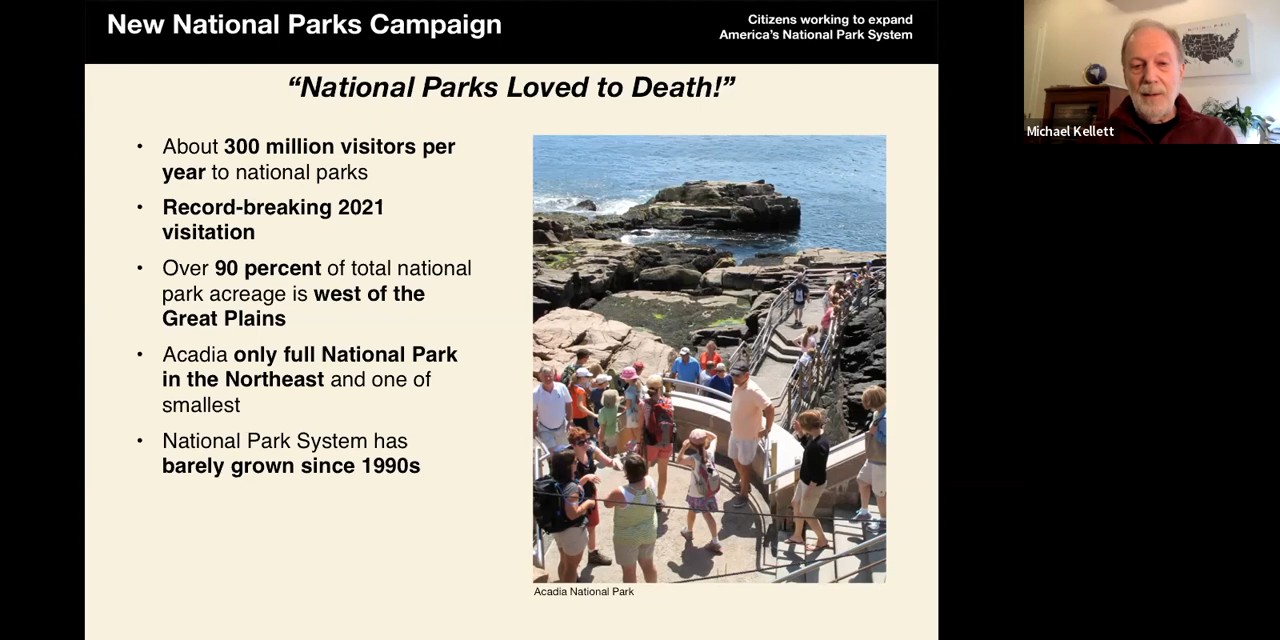 New National Parks Campaign
Citizens working to expand
America's National Park System
“National Parks Loved to Death!”
• About 300 million visitors per
year to national parks
• Record-breaking 2021
visitation
• Over 90 percent of total national
park acreage is west of the
Great Plains
• Acadia only full National Park
in the Northeast and one of
smallest
• National Park System has
barely grown since 1990s
Acadia National Park
Michael Kellett